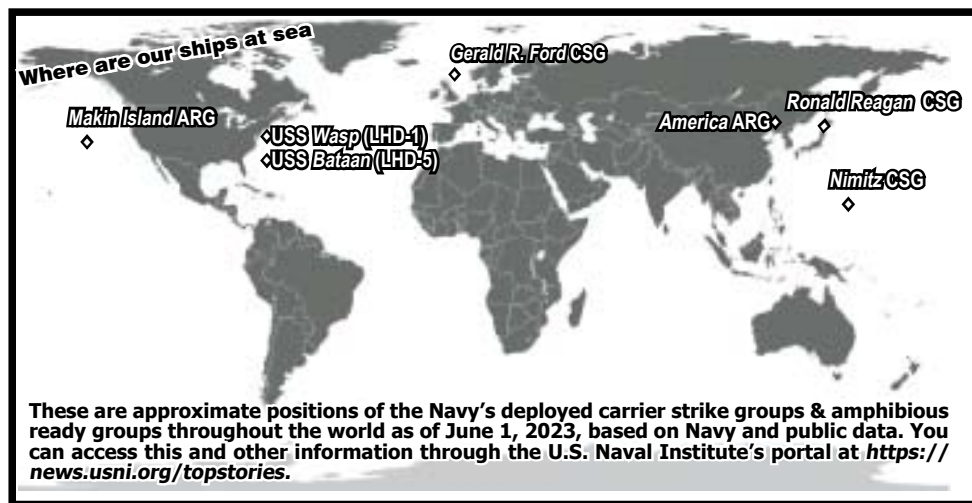 Where are our ships at sea
Gerald R. Ford CSG
Ronald Reagan CSG
Makin Island ARG
America ARG
USS Wasp (LHD-1)
USS Bataan (LHD-5)
Nimitz CSG
These are approximate positions of the Navy's deployed carrier strike groups & amphibious
ready groups throughout the world as of June 1, 2023, based on Navy and public data. You
can access this and other information through the U.S. Naval Institute's portal at https://
news.usni.org/topstories.